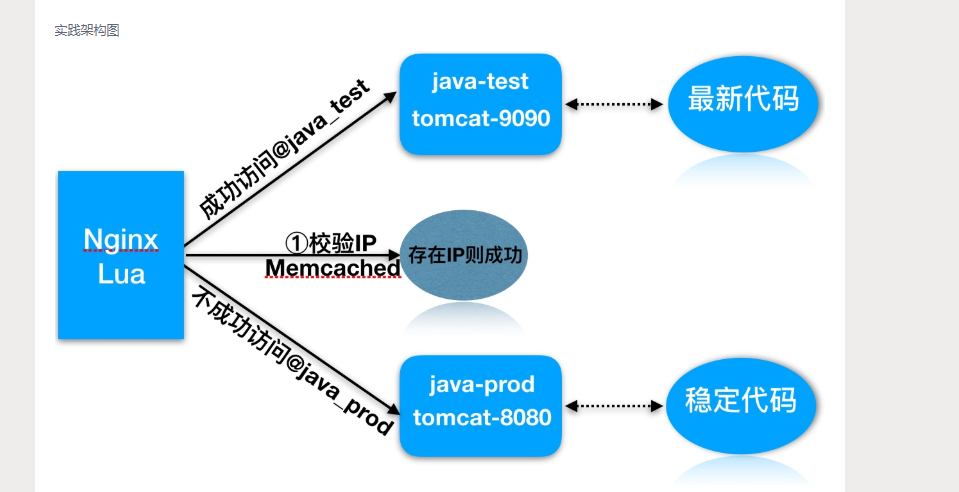 实践架构图
java-test
tomcat-9090
最新代码
成功访问@java_test
Nginx
Lua
①校验IP
Memcached
存在IP则成功
不成功访问@java_prod
java-prod
tomcat-8080
稳定代码